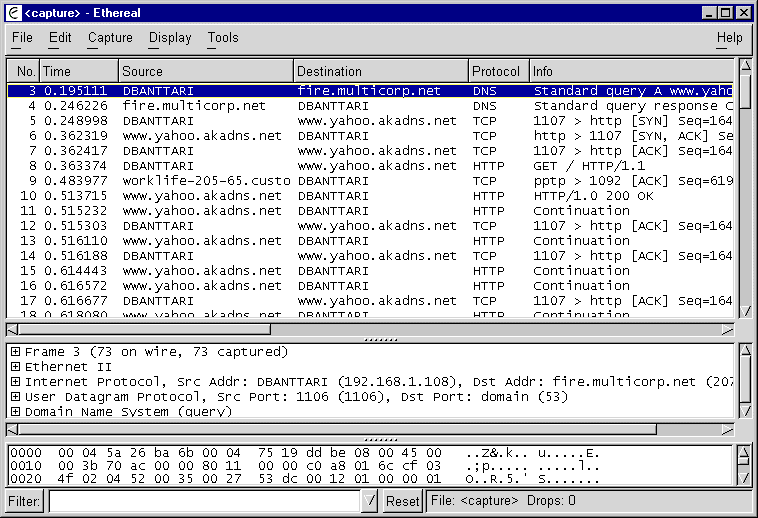 <capture> - Ethereal
File Edit Capture Display Tools Help
No. Time Source Destination Protocol Info
3 0.195111 DBANTTARI fire.multicorp.net DNS Standard query A www.yaho
4 0.246226 fire.multicorp.net DBANTTARI DNS Standard query response C
5 0.248998 DBANTTARI www.yahoo.akadns.net TCP 1107 > http [SYN] Seq=164
6 0.362319 www.yahoo.akadns.net DBANTTARI TCP http > 1107 [SYN, ACK] Se
7 0.362417 DBANTTARI www.yahoo.akadns.net TCP 1107 > http [ACK] Seq=164
8 0.363374 DBANTTARI www.yahoo.akadns.net HTTP GET / HTTP/1.1
9 0.483977 worklife-205-65.custo DBANTTARI TCP pptp > 1092 [ACK] Seq=619
10 0.513715 www.yahoo.akadns.net DBANTTARI HTTP HTTP/1.0 200 OK
11 0.515232 www.yahoo.akadns.net DBANTTARI HTTP Continuation
12 0.515303 DBANTTARI www.yahoo.akadns.net TCP 1107 > http [ACK] Seq=164
13 0.516110 www.yahoo.akadns.net DBANTTARI HTTP Continuation
14 0.516188 DBANTTARI www.yahoo.akadns.net TCP 1107 > http [ACK] Seq=164
15 0.614443 www.yahoo.akadns.net DBANTTARI HTTP Continuation
16 0.616572 www.yahoo.akadns.net DBANTTARI HTTP Continuation
17 0.616677 DBANTTARI www.yahoo.akadns.net TCP 1107 > http [ACK] Seq=164
18 0.618080 www.yahoo.akadns.net DBANTTARI HTTP Continuation
Frame 3 (73 on wire, 73 captured)
Ethernet II
Internet Protocol, Src Addr: DBANTTARI (192.168.1.108), Dst Addr: fire.multicorp.net (207
User Datagram Protocol, Src Port: 1106 (1106), Dst Port: domain (53)
Domain Name System (query)
0000 00 04 5a 26 ba 6b 00 04 75 19 dd be 08 00 45 00 ..Z&.k.. u.....E.
0010 00 3b 70 ac 00 00 80 11 00 00 c0 a8 01 6c cf 03 .;p..... .....l..
0020 4f 02 04 52 00 35 00 27 53 dc 00 12 01 00 00 01 O..R.5.' S.......
Filter: Reset File: <capture> Drops: 0